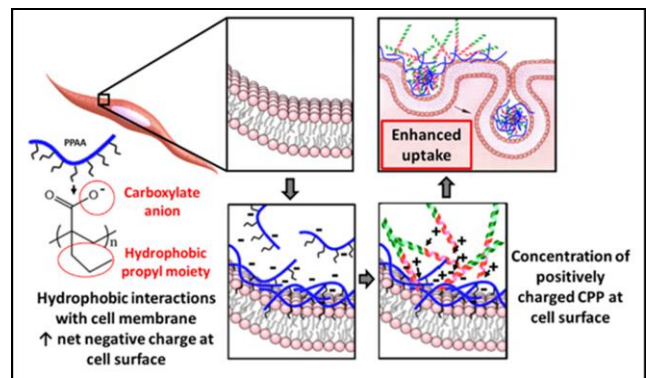 PPAA
O
O-
n
Carboxylate
anion
Hydrophobic
propyl moiety
Hydrophobic interactions
with cell membrane
↑ net negative charge at
cell surface
Enhanced
uptake
Concentration of
positively
charged CPP at
cell surface